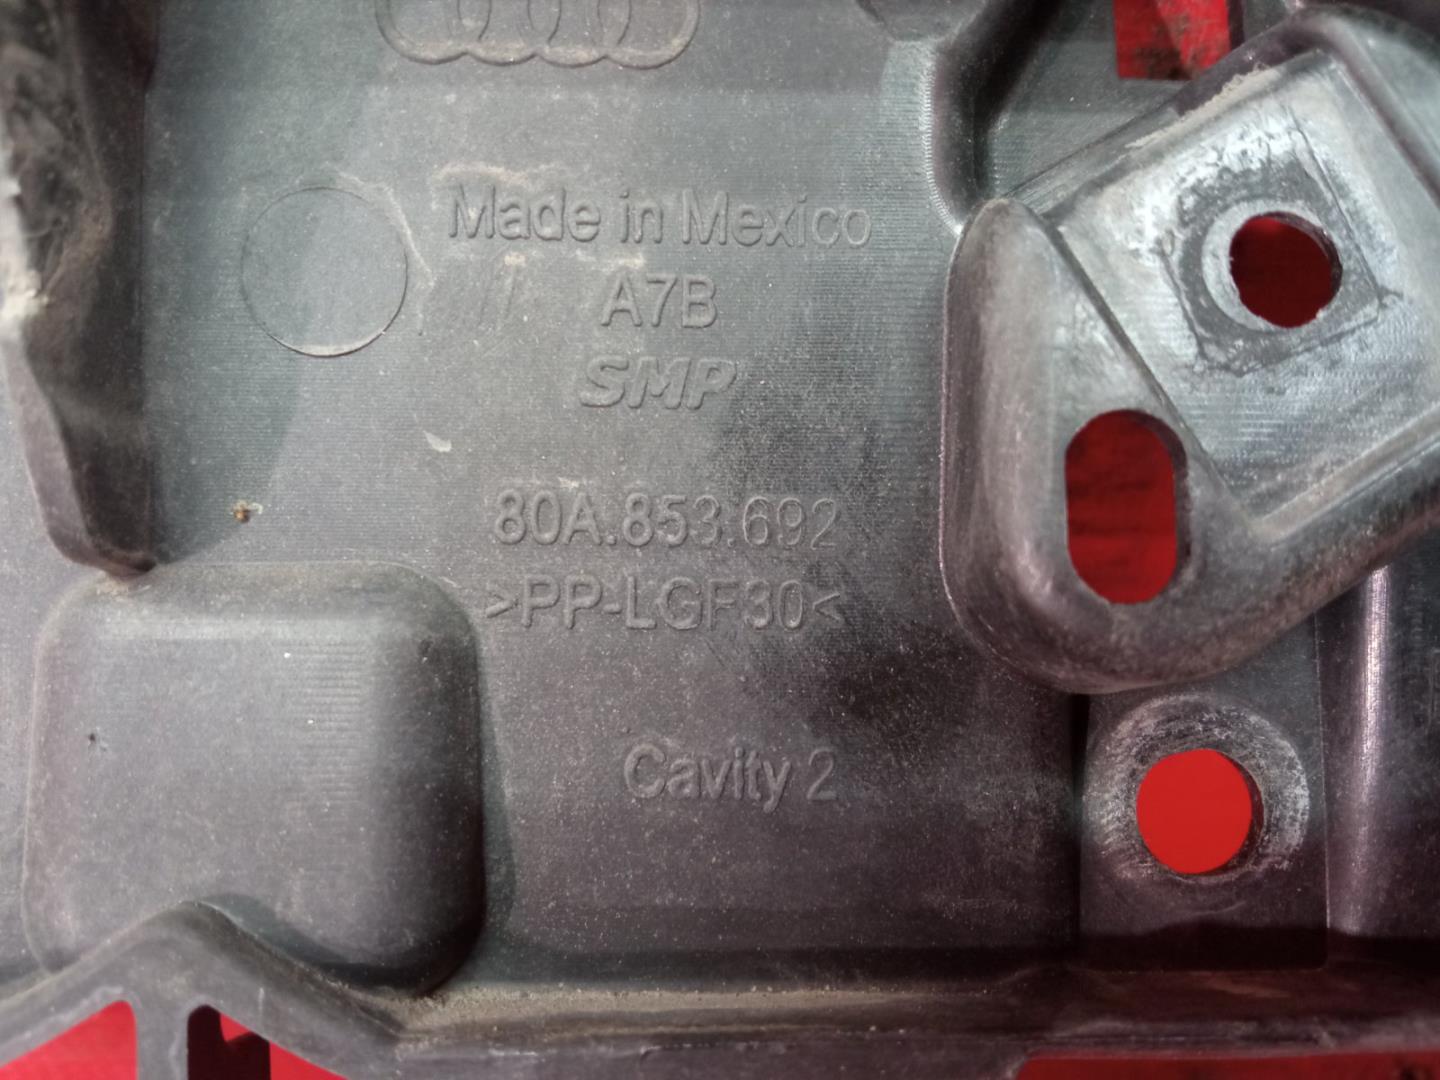 Made in Mexico
A7B
SMP
80A.853.692
>PP-LGF30<
Cavity 2